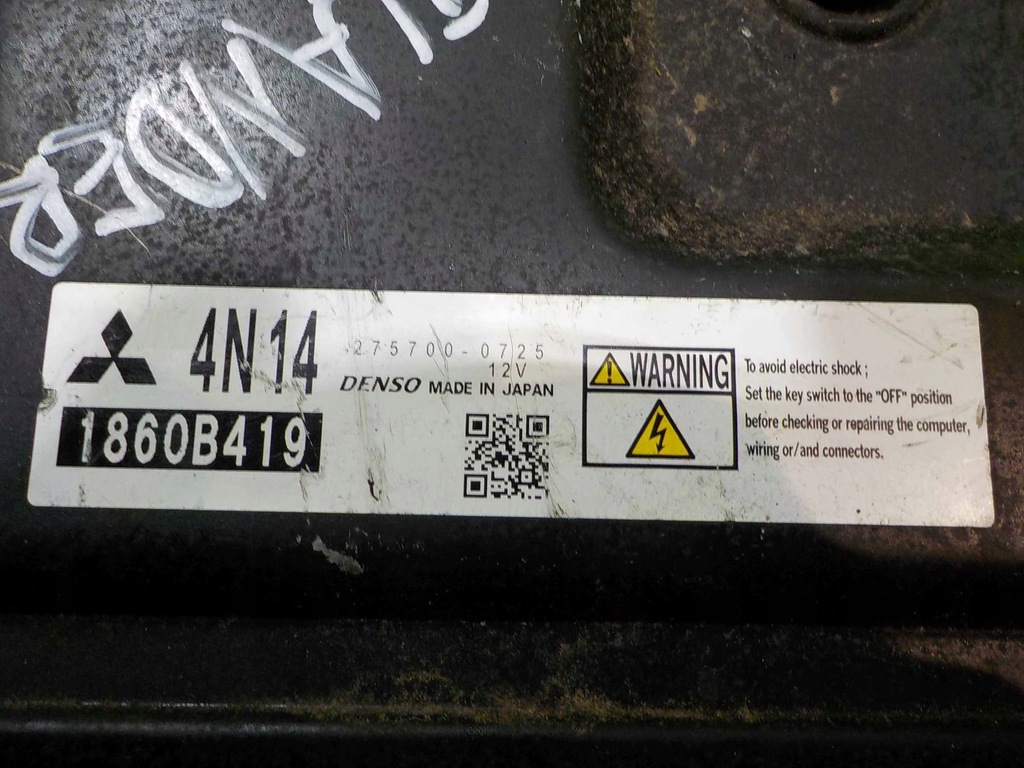 ANDER
4N14
275700-0725
12V
DENSO MADE IN JAPAN
1860B419
WARNING
To avoid electric shock ;
Set the key switch to the "OFF" position
before checking or repairing the computer,
wiring or/and connectors.